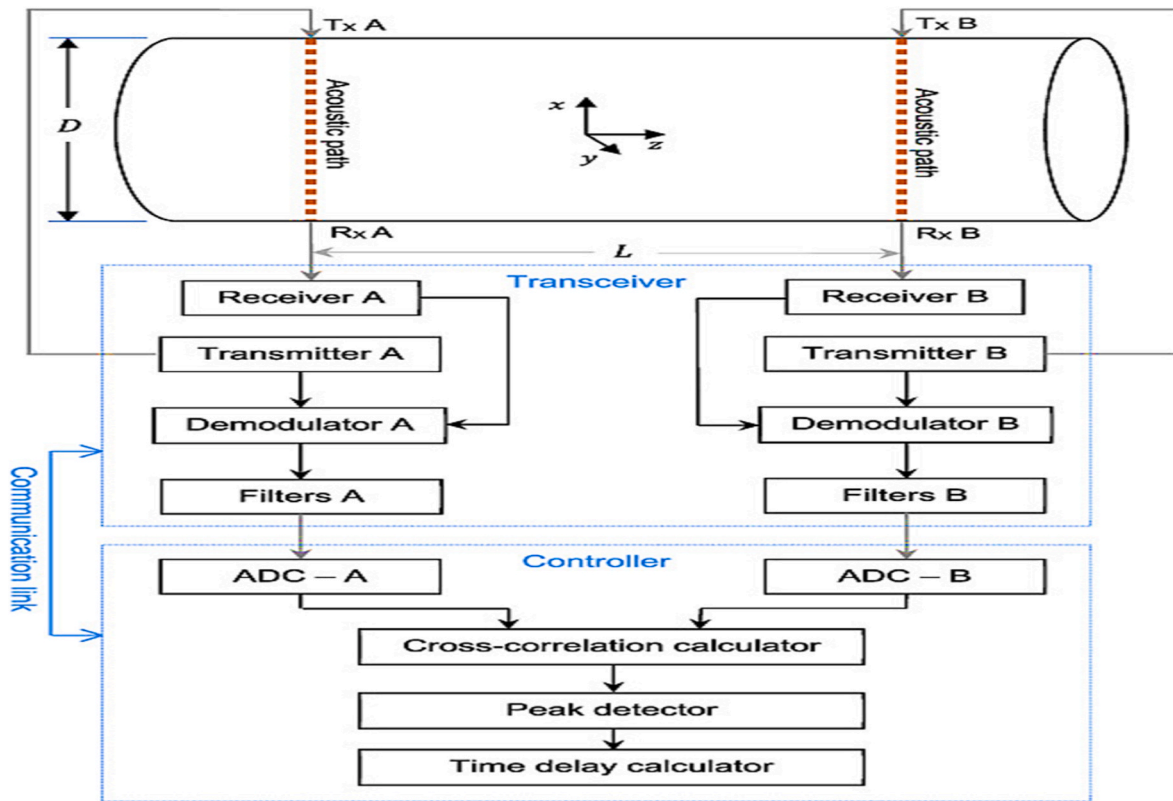 Tx A
Tx B
D
Acoustic path
Acoustic path
x
y
z
Rx A
Rx B
L
Transceiver
Receiver A
Receiver B
Transmitter A
Transmitter B
Demodulator A
Demodulator B
Filters A
Filters B
Communication link
Controller
ADC – A
ADC – B
Cross-correlation calculator
Peak detector
Time delay calculator